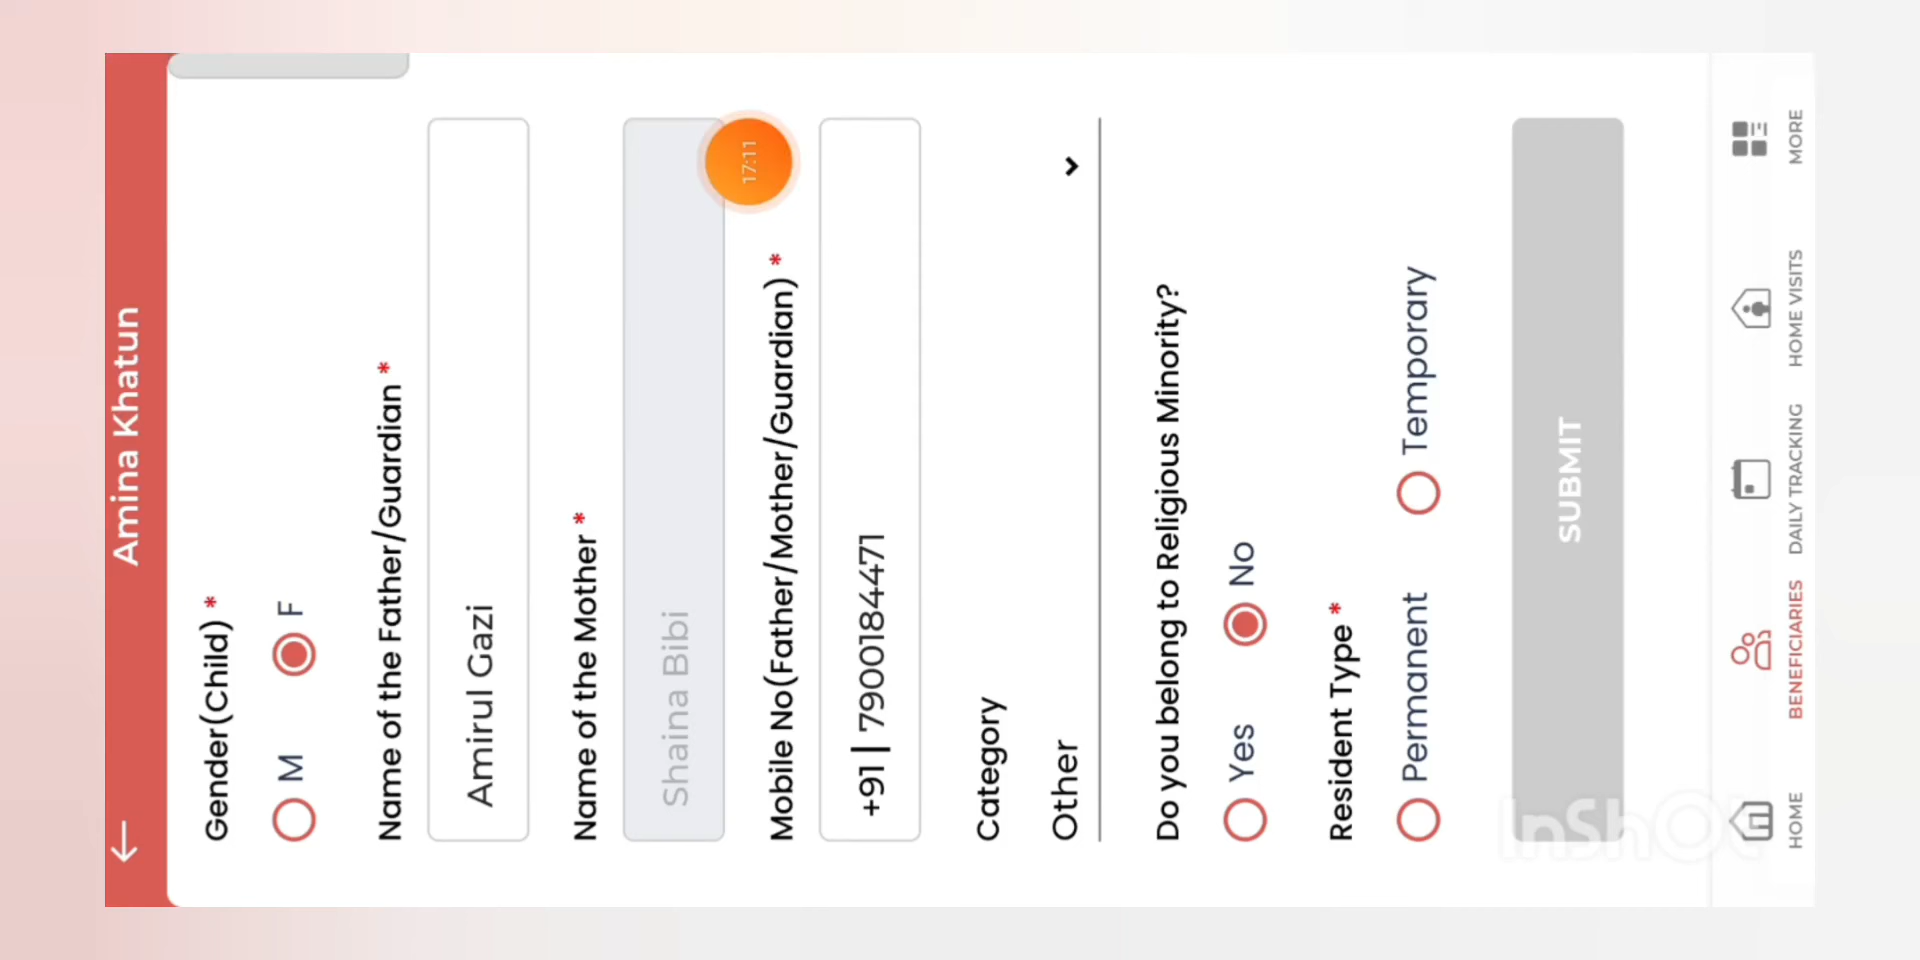 Amina Khatun
Gender(Child) *
M F
Name of the Father/Guardian *
Amirul Gazi
Name of the Mother *
Shaina Bibi
17:11
Mobile No(Father/Mother/Guardian) *
+91 | 7900184471
Category
Other
Do you belong to Religious Minority?
Yes No
Resident Type *
Permanent Temporary
SUBMIT
InShOt
HOME BENEFICIARIES DAILY TRACKING HOME VISITS MORE